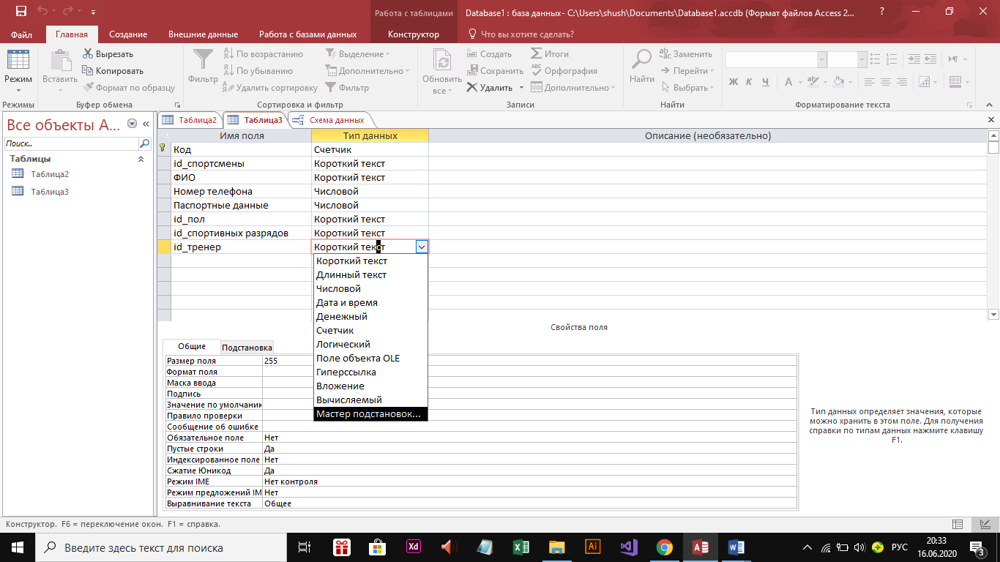 Работа с таблицами
Database1 : база данных- C:\Users\shush\Documents\Database1.accdb (Формат файлов Access 2...
?
Файл Главная Создание Внешние данные Работа с базами данных Конструктор Что вы хотите сделать?
Режим
Режимы
Вставить
Вырезать
Копировать
Формат по образцу
Буфер обмена
Фильтр
По возрастанию
По убыванию
Удалить сортировку
Выделение
Дополнительно
Фильтр
Сортировка и фильтр
Обновить
все
Создать
Сохранить
Удалить
Итоги
Орфография
Дополнительно
Записи
Найти
Заменить
Перейти
Выбрать
Найти
Ж К Ч
Форматирование текста
Все объекты A...
Поиск...
Таблицы
Таблица2
Таблица3
Таблица2 Таблица3 Схема данных
Имя поля Тип данных Описание (необязательно)
Код Счетчик
id_спортсмены Короткий текст
ФИО Короткий текст
Номер телефона Числовой
Паспортные данные Числовой
id_пол Короткий текст
id_спортивных разрядов Короткий текст
id_тренер Короткий текст
Короткий текст
Длинный текст
Числовой
Дата и время
Денежный
Счетчик
Логический
Поле объекта OLE
Гиперссылка
Вложение
Вычисляемый
Мастер подстановок...
Свойства поля
Общие Подстановка
Размер поля 255
Формат поля
Маска ввода
Подпись
Значение по умолчани
Правило проверки
Сообщение об ошибке
Обязательное поле Нет
Пустые строки Да
Индексированное поле Нет
Сжатие Юникод Да
Режим IME Нет контроля
Режим предложений IM Нет
Выравнивание текста Общее
Тип данных определяет значения, которые
можно хранить в этом поле. Для получения
справки по типам данных нажмите клавишу
F1.
Конструктор. F6 = переключение окон. F1 = справка.
Введите здесь текст для поиска
Xd
Ai
РУС
20:33
16.06.2020
3